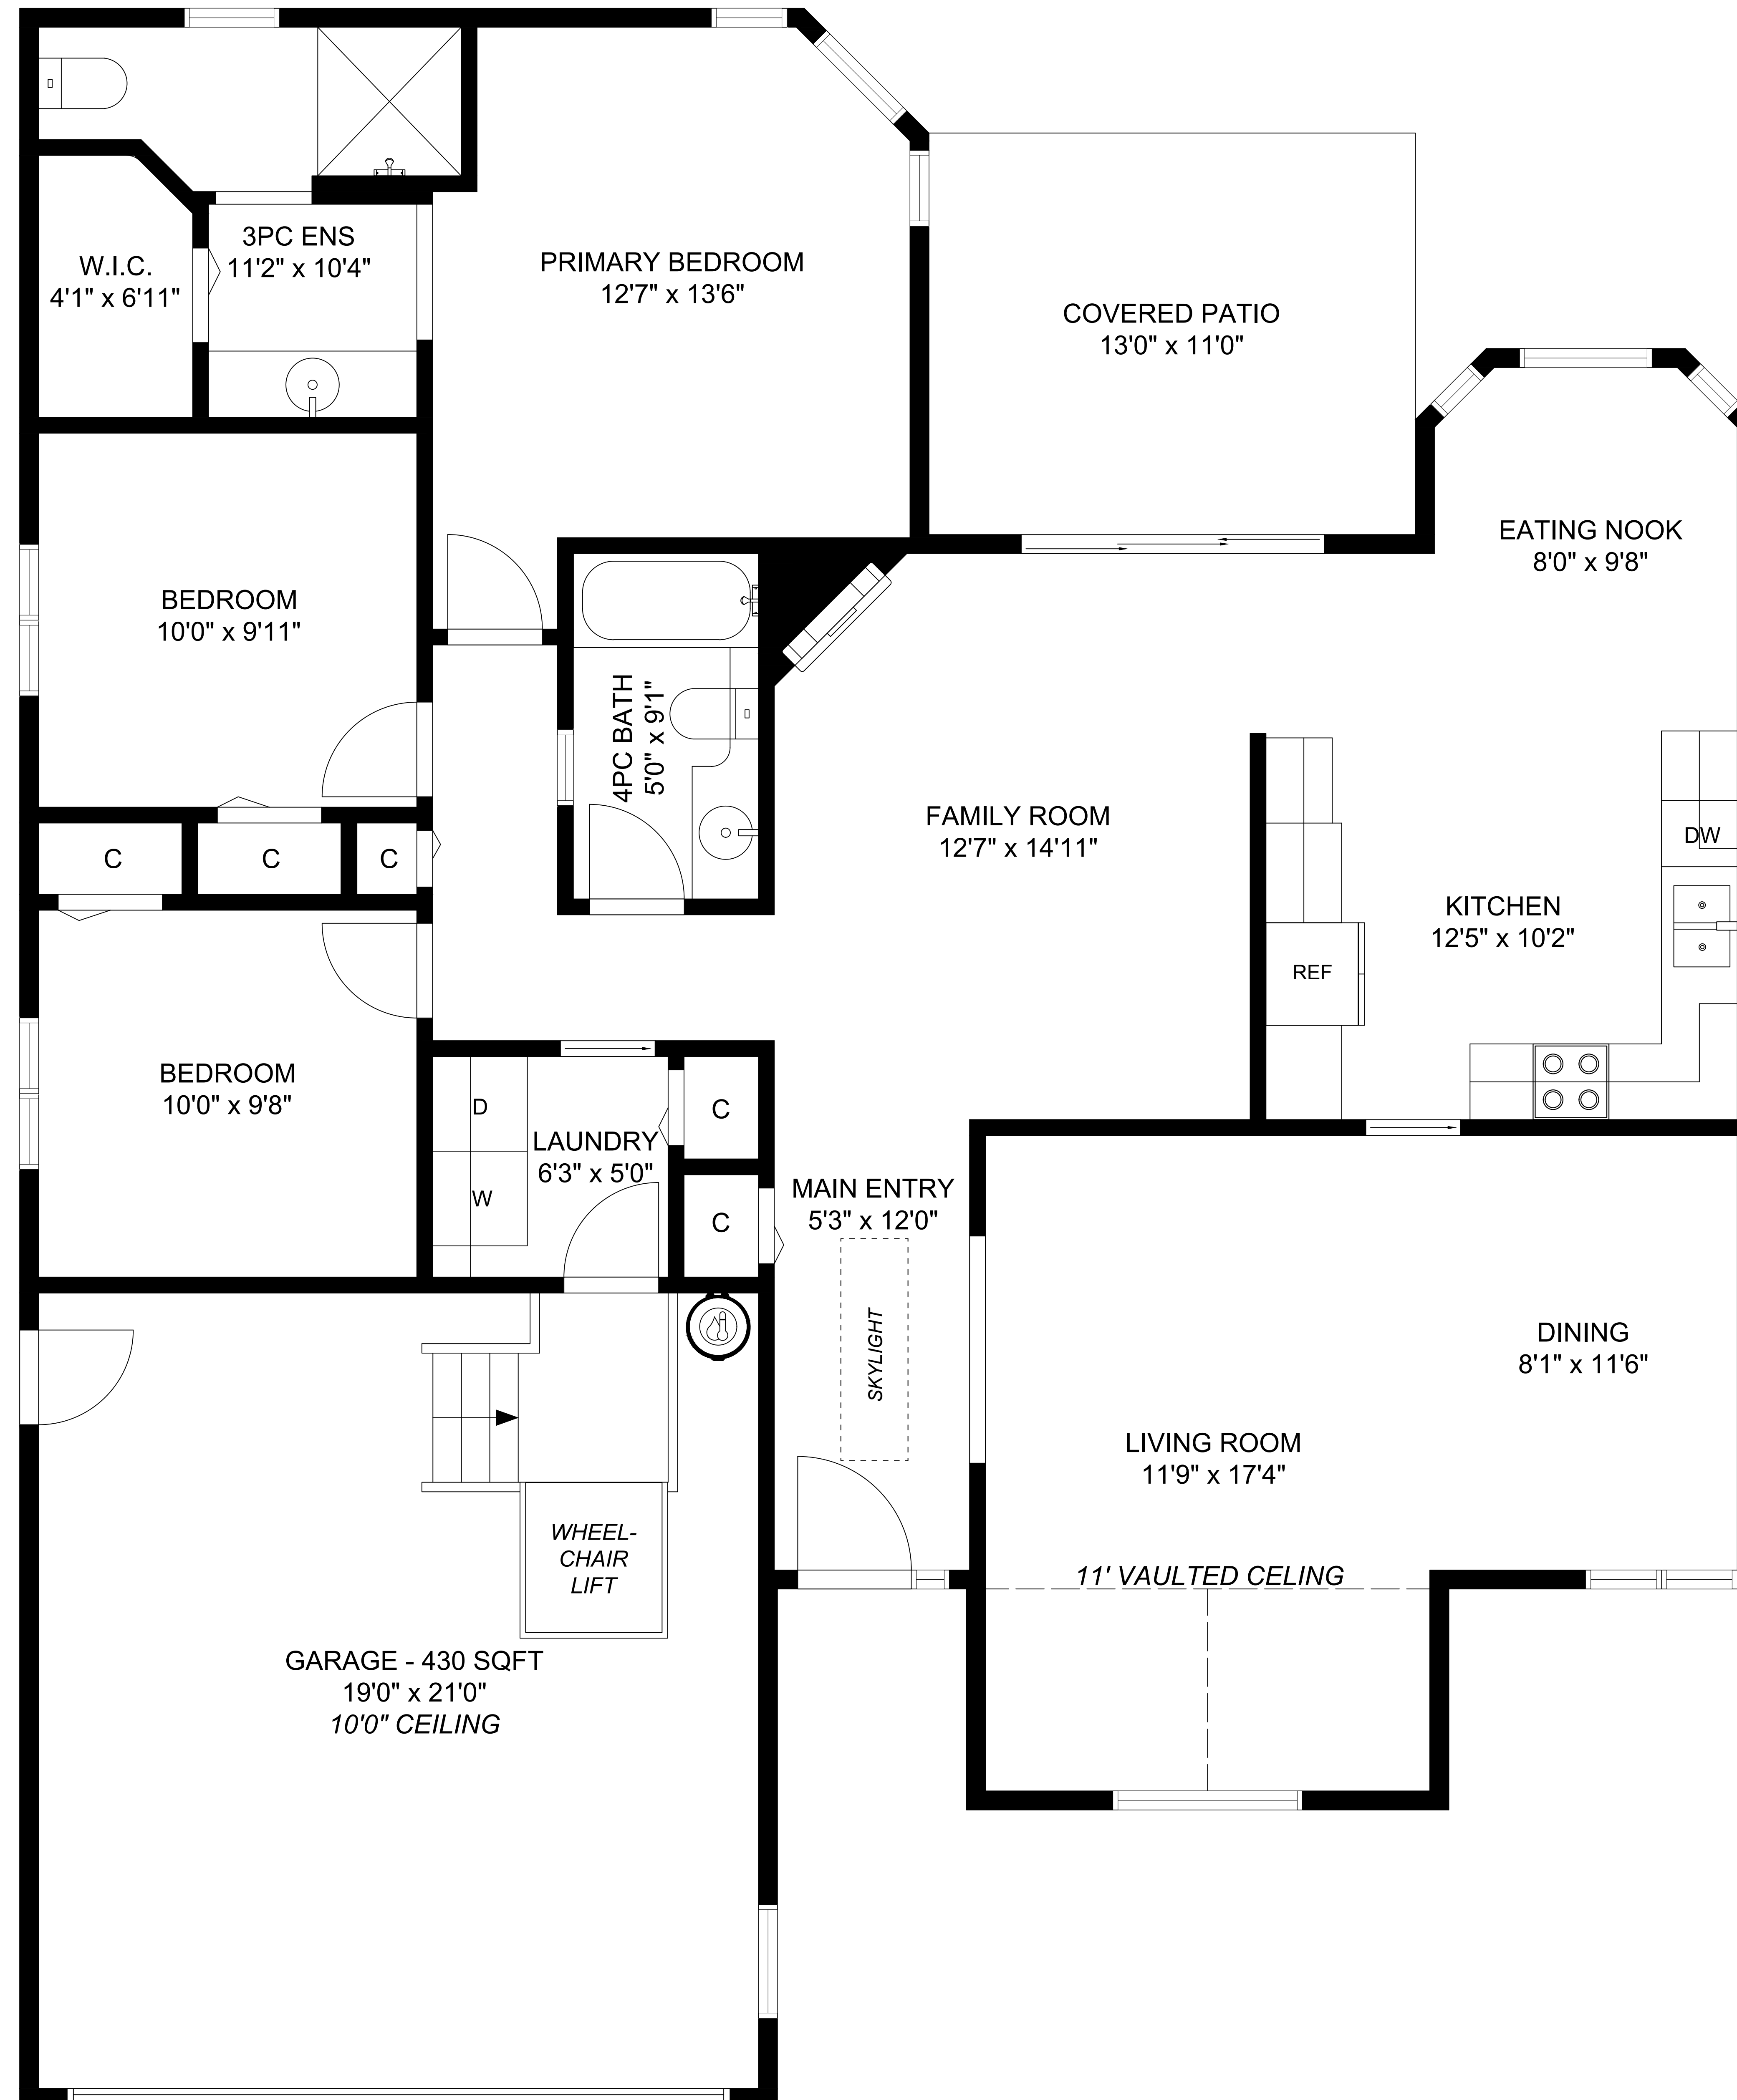 3PC ENS
11'2" x 10'4"
W.I.C.
4'1" x 6'11"
PRIMARY BEDROOM
12'7" x 13'6"
COVERED PATIO
13'0" x 11'0"
EATING NOOK
8'0" x 9'8"
BEDROOM
10'0" x 9'11"
4PC BATH
5'0" x 9'1"
FAMILY ROOM
12'7" x 14'11"
DW
C
C
C
KITCHEN
12'5" x 10'2"
REF
BEDROOM
10'0" x 9'8"
D
W
LAUNDRY
6'3" x 5'0"
C
C
MAIN ENTRY
5'3" x 12'0"
SKYLIGHT
DINING
8'1" x 11'6"
LIVING ROOM
11'9" x 17'4"
11' VAULTED CELING
WHEEL-
CHAIR
LIFT
GARAGE - 430 SQFT
19'0" x 21'0"
10'0" CEILING